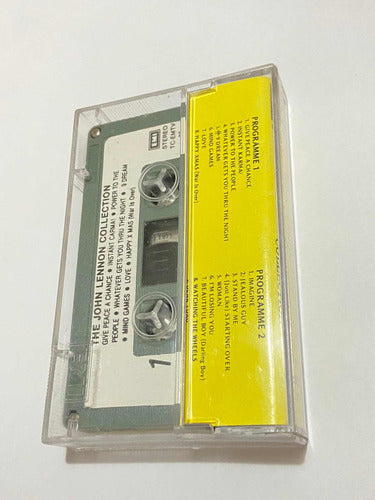 THE JOHN LENNON COLLECTION
GIVE PEACE A CHANCE • INSTANT KARMA! • POWER TO THE
PEOPLE • WHATEVER GETS YOU THRU THE NIGHT • 9 DREAM
• MIND GAMES • LOVE • HAPPY X MAS (War is Over)
EMI
STEREO
TC-EMTV
1
PROGRAMME 1
1. GIVE PEACE A CHANCE
2. INSTANT KARMA!
3. POWER TO THE PEOPLE
4. WHATEVER GETS YOU THRU THE NIGHT
5. # 9 DREAM
6. MIND GAMES
7. LOVE
8. HAPPY XMAS (War is Over)
PROGRAMME 2
1. IMAGINE
2. JEALOUS GUY
3. STAND BY ME
4. (Just Like) STARTING OVER
5. WOMAN
6. I'M LOSING YOU
7. BEAUTIFUL BOY (Darling Boy)
8. WATCHING THE WHEELS